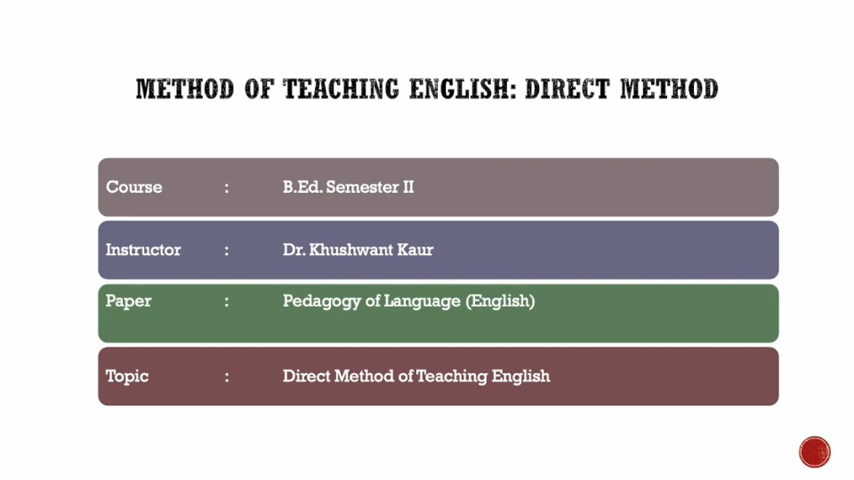 METHOD OF TEACHING ENGLISH: DIRECT METHOD
Course : B.Ed. Semester II
Instructor : Dr. Khushwant Kaur
Paper : Pedagogy of Language (English)
Topic : Direct Method of Teaching English